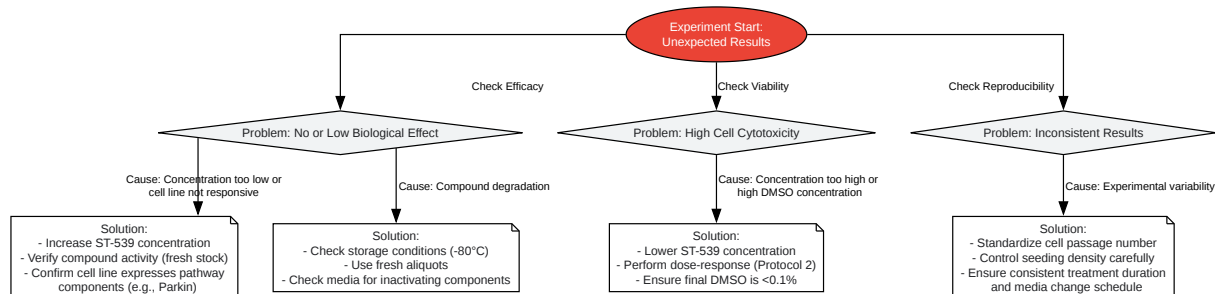 Experiment Start:
Unexpected Results
Check Efficacy
Check Viability
Check Reproducibility
Problem: No or Low Biological Effect
Problem: High Cell Cytotoxicity
Problem: Inconsistent Results
Cause: Concentration too low or
cell line not responsive
Cause: Compound degradation
Cause: Concentration too high or
high DMSO concentration
Cause: Experimental variability
Solution:
- Increase ST-539 concentration
- Verify compound activity (fresh stock)
- Confirm cell line expresses pathway
components (e.g., Parkin)
Solution:
- Check storage conditions (-80°C)
- Use fresh aliquots
- Check media for inactivating components
Solution:
- Lower ST-539 concentration
- Perform dose-response (Protocol 2)
- Ensure final DMSO is <0.1%
Solution:
- Standardize cell passage number
- Control seeding density carefully
- Ensure consistent treatment duration
and media change schedule